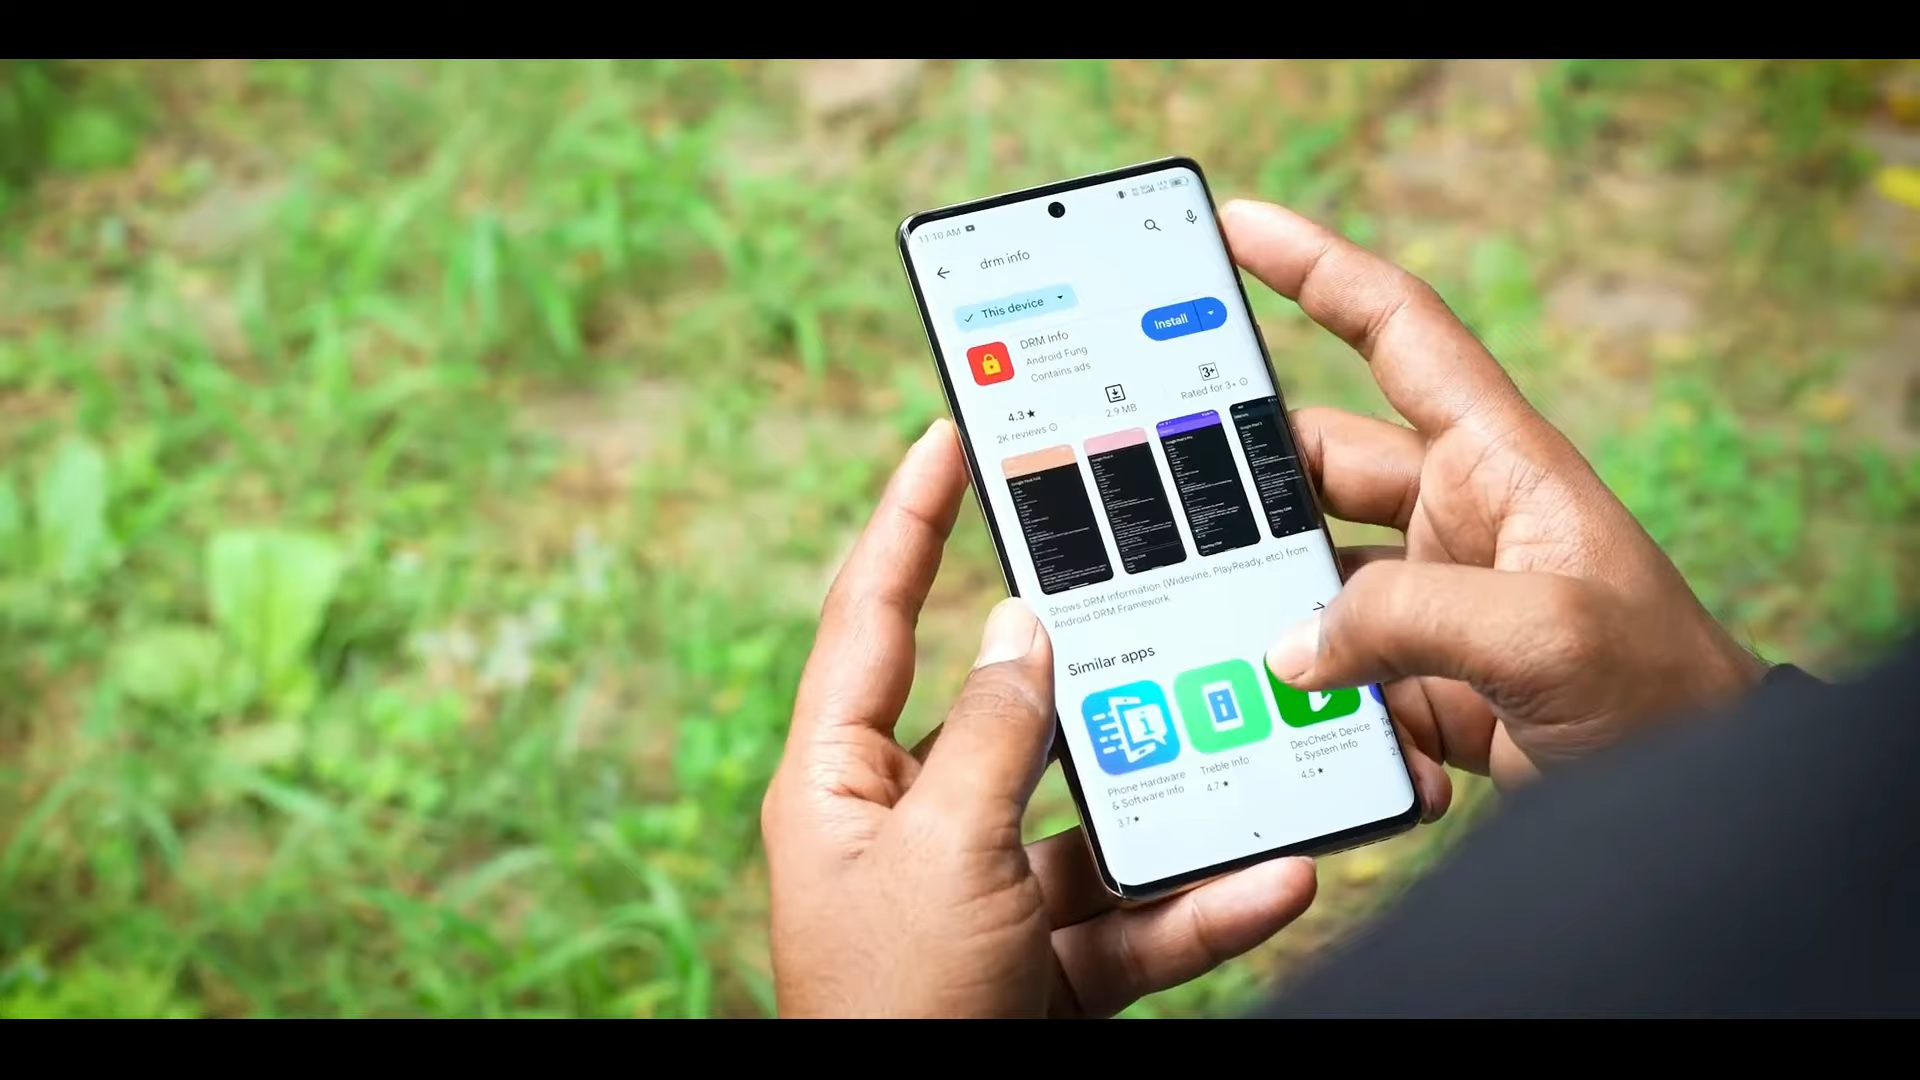 11:10 AM
drm info
This device
Install
DRM Info
Android Fung
Contains ads
4.3★
2K reviews
2.9 MB
3+
Rated for 3+
Shows DRM information (Widevine, PlayReady, etc) from
Android DRM Framework.
Similar apps
Phone Hardware
& Software Info
3.7★
Treble Info
4.7★
DevCheck Device
& System Info
4.5★